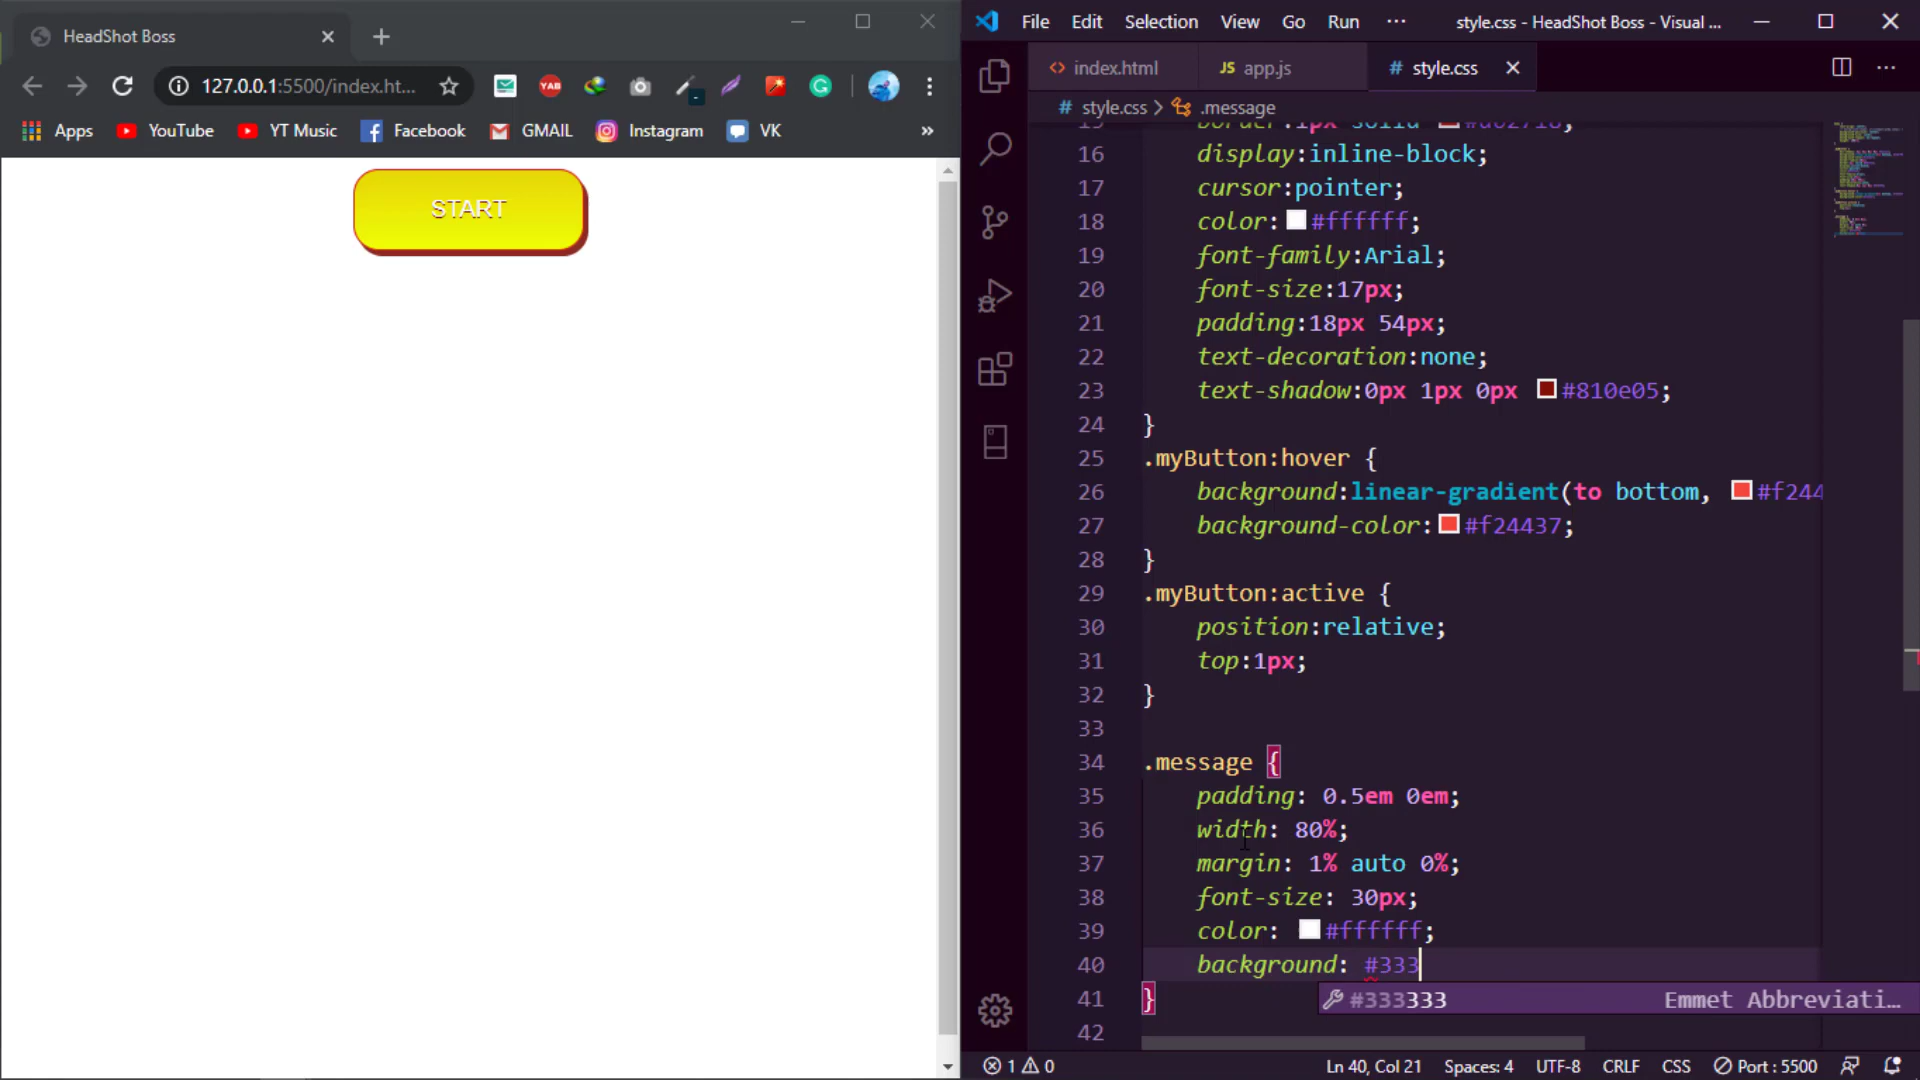 HeadShot Boss
127.0.0.1:5500/index.ht...
YAB
Apps
YouTube
YT Music
Facebook
GMAIL
Instagram
VK
»
START
File Edit Selection View Go Run ···
style.css - HeadShot Boss - Visual ...
index.html
JS app.js
# style.css
# style.css > .message
16 display:inline-block;
17 cursor:pointer;
18 color: #ffffff;
19 font-family:Arial;
20 font-size:17px;
21 padding:18px 54px;
22 text-decoration:none;
23 text-shadow:0px 1px 0px #810e05;
24 }
25 .myButton:hover {
26 background:linear-gradient(to bottom, #f244
27 background-color: #f24437;
28 }
29 .myButton:active {
30 position:relative;
31 top:1px;
32 }
33
34 .message {
35 padding: 0.5em 0em;
36 width: 80%;
37 margin: 1% auto 0%;
38 font-size: 30px;
39 color: #ffffff;
40 background: #333
41 }
#333333 Emmet Abbreviati...
42
1 0
Ln 40, Col 21 Spaces: 4 UTF-8 CRLF CSS Port : 5500